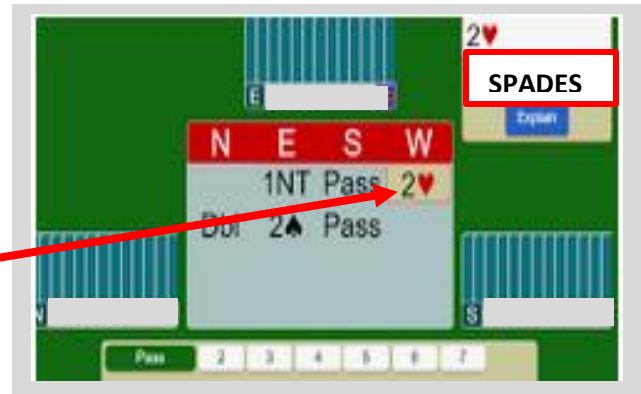 2♥
SPADES
Explain
E
N E S W
1NT Pass 2♥
Dbl 2♠ Pass
N
S
Pass 2 3 4 5 6 7